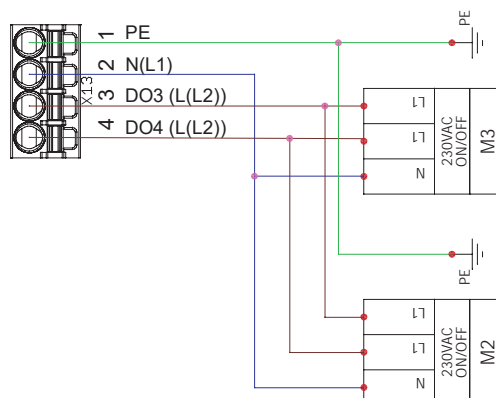 1 PE
2 N(L1)
3 DO3 (L(L2))
4 DO4 (L(L2))
X13
PE
L1
L1
N
230VAC
ON/OFF
M3
PE
L1
L1
N
230VAC
ON/OFF
M2